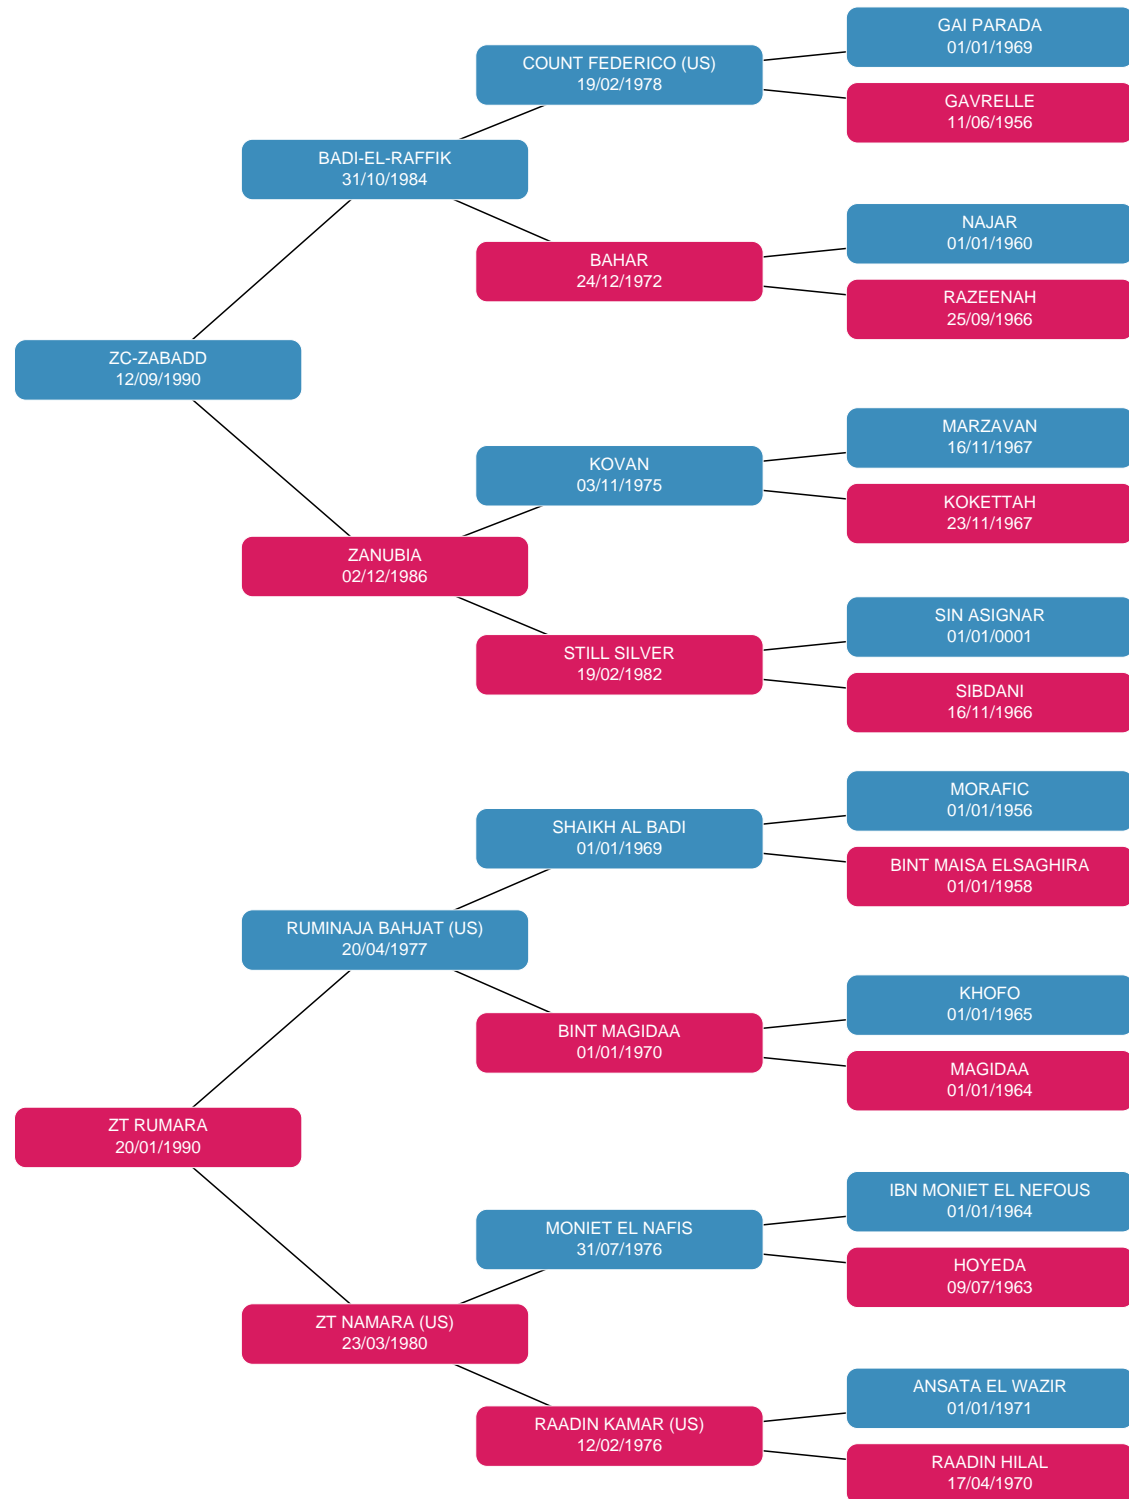 GAI PARADA
01/01/1969
COUNT FEDERICO (US)
19/02/1978
GAVRELLE
11/06/1956
BADI-EL-RAFFIK
31/10/1984
NAJAR
01/01/1960
BAHAR
24/12/1972
RAZEENAH
25/09/1966
ZC-ZABADD
12/09/1990
MARZAVAN
16/11/1967
KOVAN
03/11/1975
KOKETTAH
23/11/1967
ZANUBIA
02/12/1986
SIN ASIGNAR
01/01/0001
STILL SILVER
19/02/1982
SIBDANI
16/11/1966
MORAFIC
01/01/1956
SHAIKH AL BADI
01/01/1969
BINT MAISA ELSAGHIRA
01/01/1958
RUMINAJA BAHJAT (US)
20/04/1977
KHOFO
01/01/1965
BINT MAGIDAA
01/01/1970
MAGIDAA
01/01/1964
ZT RUMARA
20/01/1990
IBN MONIET EL NEFOUS
01/01/1964
MONIET EL NAFIS
31/07/1976
HOYEDA
09/07/1963
ZT NAMARA (US)
23/03/1980
ANSATA EL WAZIR
01/01/1971
RAADIN KAMAR (US)
12/02/1976
RAADIN HILAL
17/04/1970